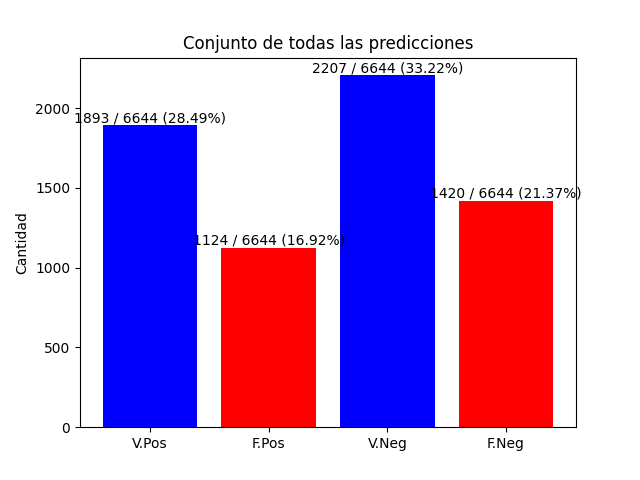 Conjunto de todas las predicciones
2207 / 6644 (33.22%)
1893 / 6644 (28.49%)
1420 / 6644 (21.37%)
1124 / 6644 (16.92%)
Cantidad
2000
1500
1000
500
0
V.Pos F.Pos V.Neg F.Neg